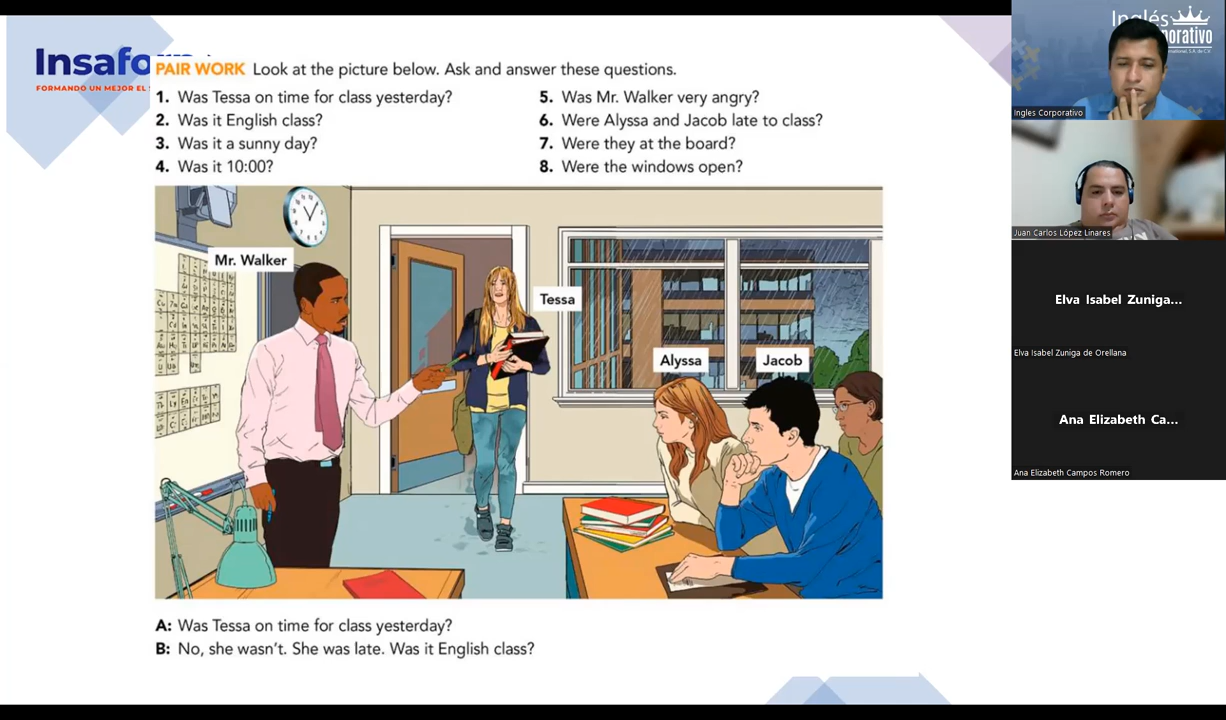 Insafo
FORMANDO UN MEJOR EL
PAIR WORK Look at the picture below. Ask and answer these questions.
1. Was Tessa on time for class yesterday?
2. Was it English class?
3. Was it a sunny day?
4. Was it 10:00?
5. Was Mr. Walker very angry?
6. Were Alyssa and Jacob late to class?
7. Were they at the board?
8. Were the windows open?
Mr. Walker
Tessa
Alyssa
Jacob
A: Was Tessa on time for class yesterday?
B: No, she wasn't. She was late. Was it English class?
Inglés
orporativo
Ingles Corporativo
Juan Carlos López Linares
Elva Isabel Zuniga...
Elva Isabel Zuniga de Orellana
Ana Elizabeth Ca...
Ana Elizabeth Campos Romero